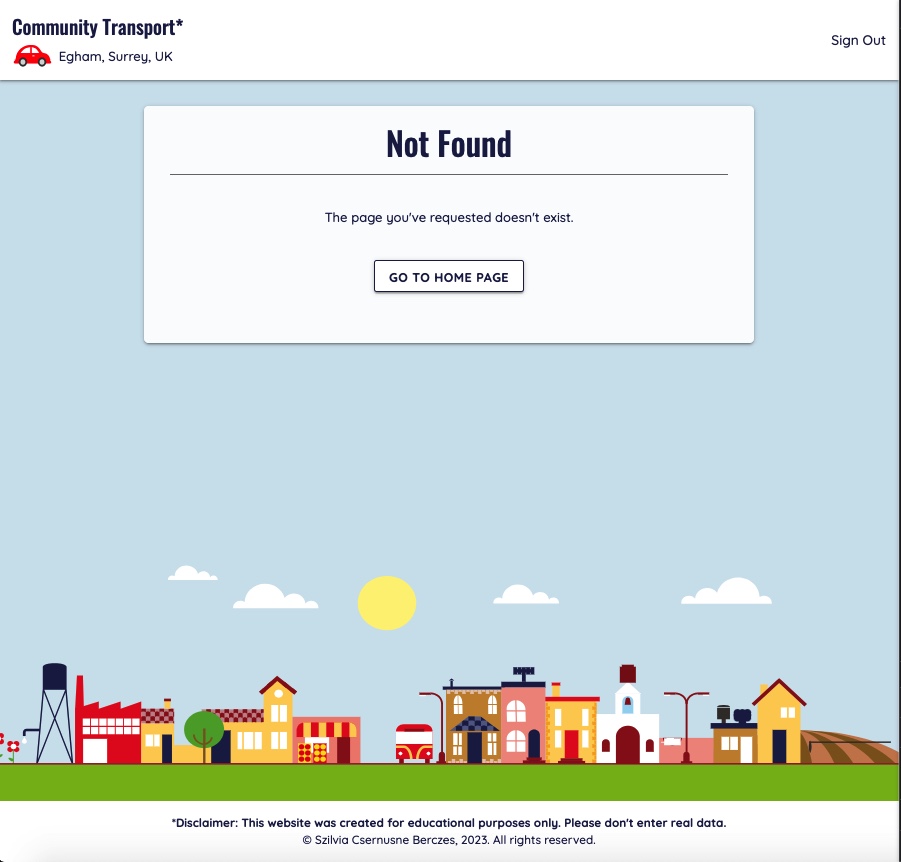 Community Transport*
Egham, Surrey, UK
Sign Out
Not Found
The page you've requested doesn't exist.
GO TO HOME PAGE
*Disclaimer: This website was created for educational purposes only. Please don't enter real data.
© Szilvia Csernusne Berczes, 2023. All rights reserved.